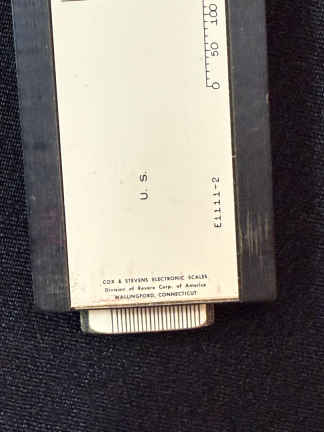 100
50
0
U. S.
E1111-2
COX & STEVENS ELECTRONIC SCALES
Division of Revere Corp. of America
WALLINGFORD, CONNECTICUT